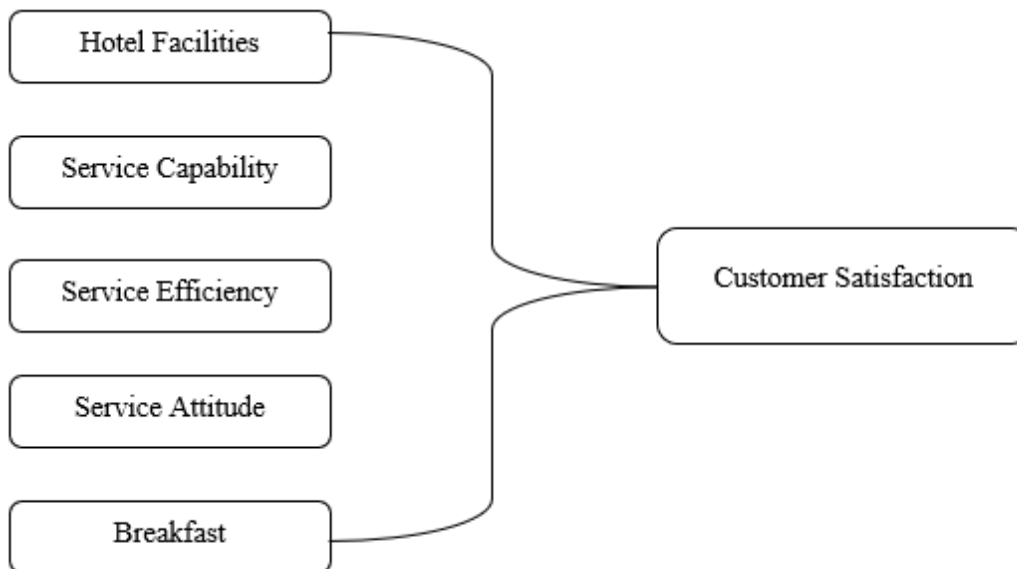 Hotel Facilities
Service Capability
Service Efficiency
Service Attitude
Breakfast
Customer Satisfaction